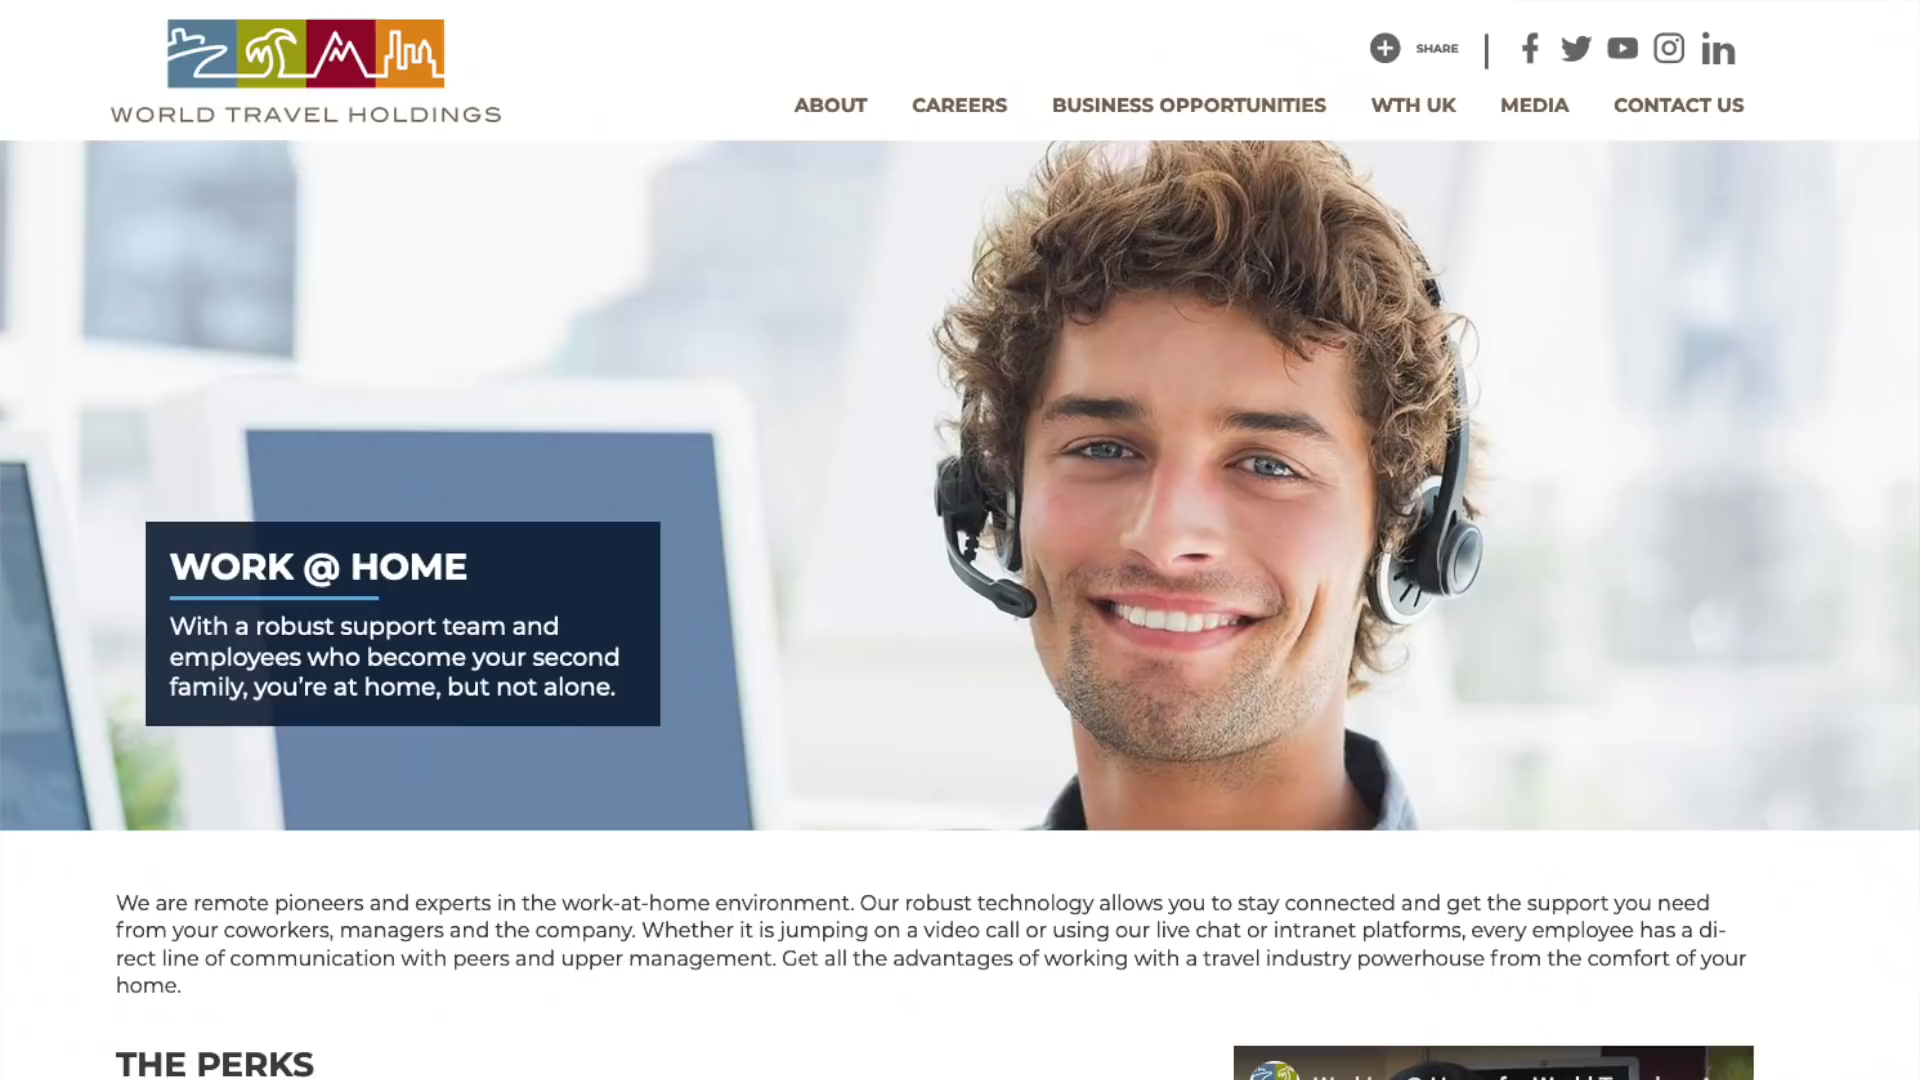 SHARE
WORLD TRAVEL HOLDINGS
ABOUT CAREERS BUSINESS OPPORTUNITIES WTH UK MEDIA CONTACT US
WORK @ HOME
With a robust support team and
employees who become your second
family, you're at home, but not alone.
We are remote pioneers and experts in the work-at-home environment. Our robust technology allows you to stay connected and get the support you need
from your coworkers, managers and the company. Whether it is jumping on a video call or using our live chat or intranet platforms, every employee has a di-
rect line of communication with peers and upper management. Get all the advantages of working with a travel industry powerhouse from the comfort of your
home.
THE PERKS